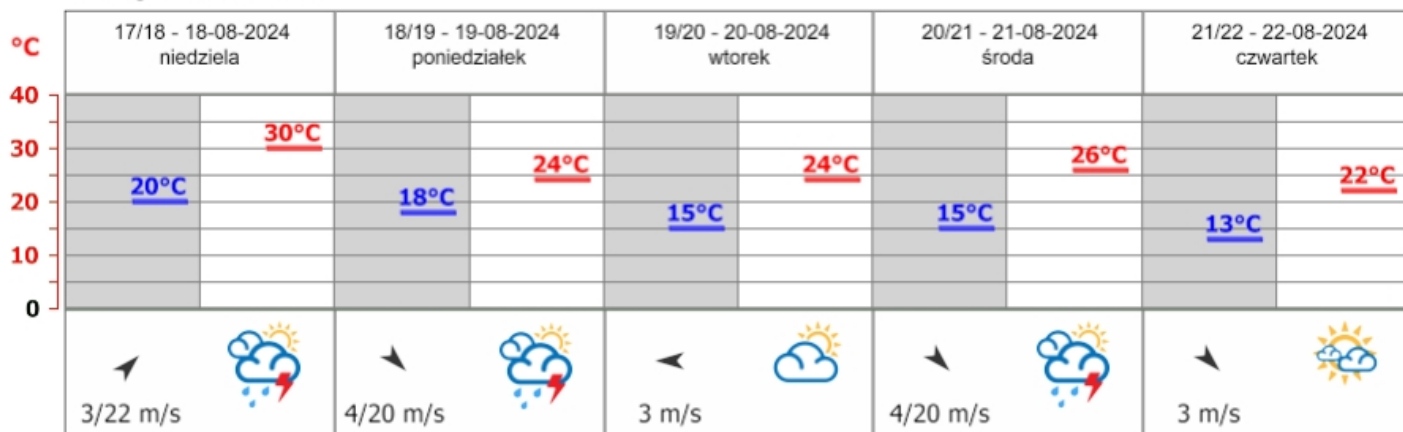 °C
17/18 - 18-08-2024
niedziela
18/19 - 19-08-2024
poniedziałek
19/20 - 20-08-2024
wtorek
20/21 - 21-08-2024
środa
21/22 - 22-08-2024
czwartek
40
30
20
10
0
20°C
30°C
18°C
24°C
15°C
24°C
15°C
26°C
13°C
22°C
3/22 m/s
4/20 m/s
3 m/s
4/20 m/s
3 m/s